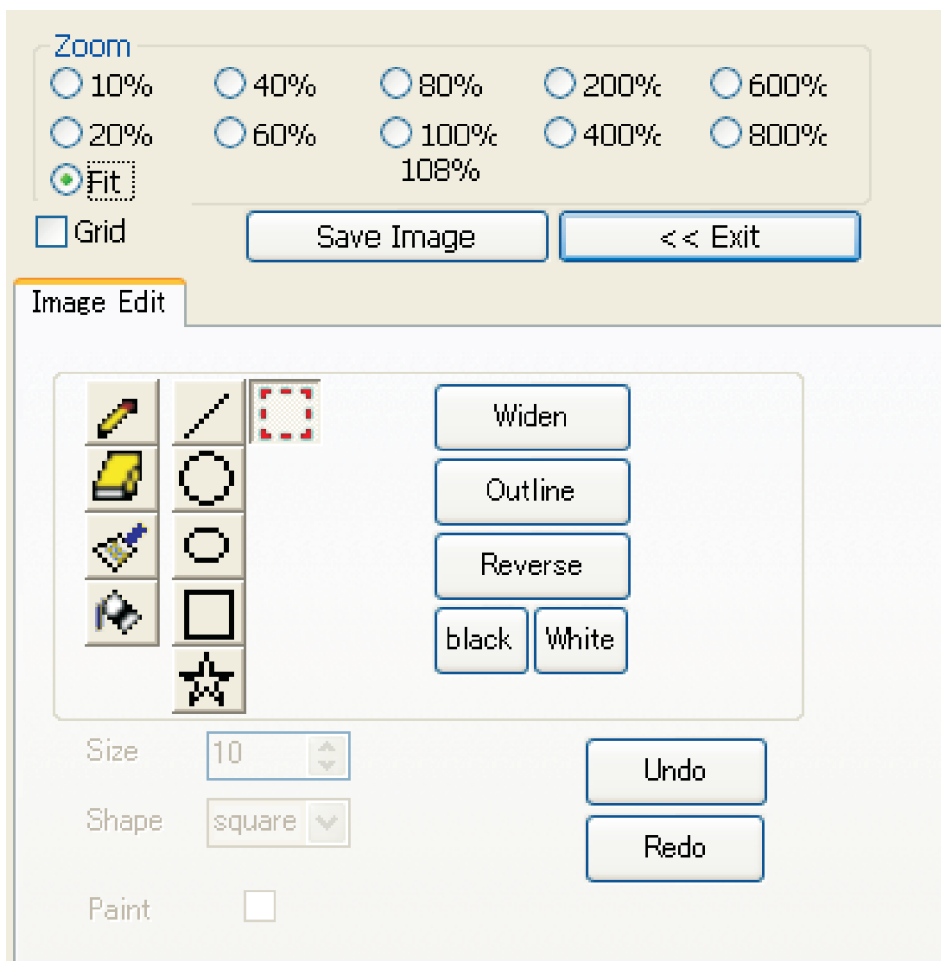 Zoom
10% 40% 80% 200% 600%
20% 60% 100% 400% 800%
Fit 108%
Grid Save Image << Exit
Image Edit
Widen
Outline
Reverse
black White
Size 10
Undo
Shape square
Redo
Paint